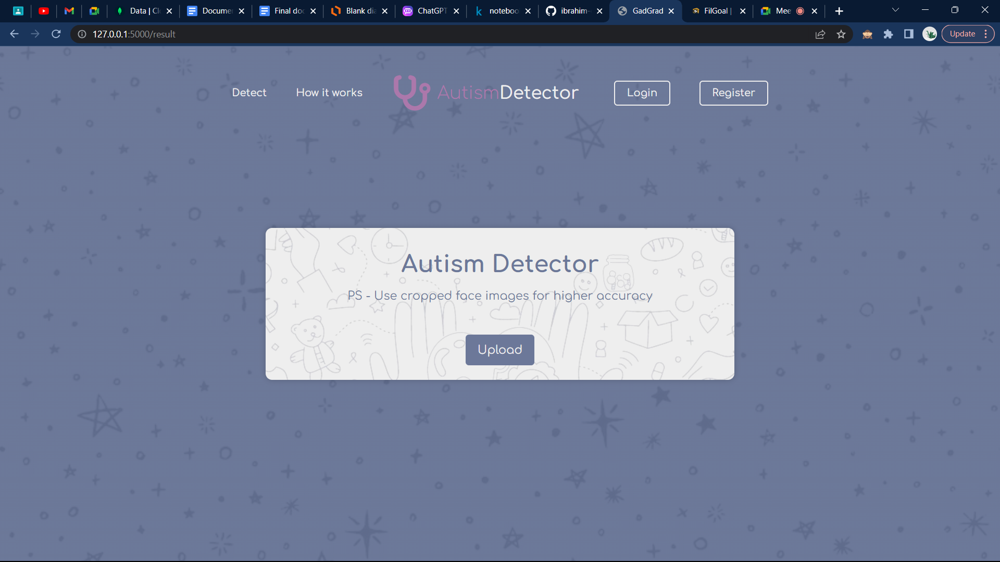 Data | Cl
Docume
Final doc
Blank dia
ChatGPT
noteboo
ibrahim-
GadGrad
FilGoal |
Mee
127.0.0.1:5000/result
Update
Detect
How it works
AutismDetector
Login
Register
Autism Detector
PS - Use cropped face images for higher accuracy
Upload